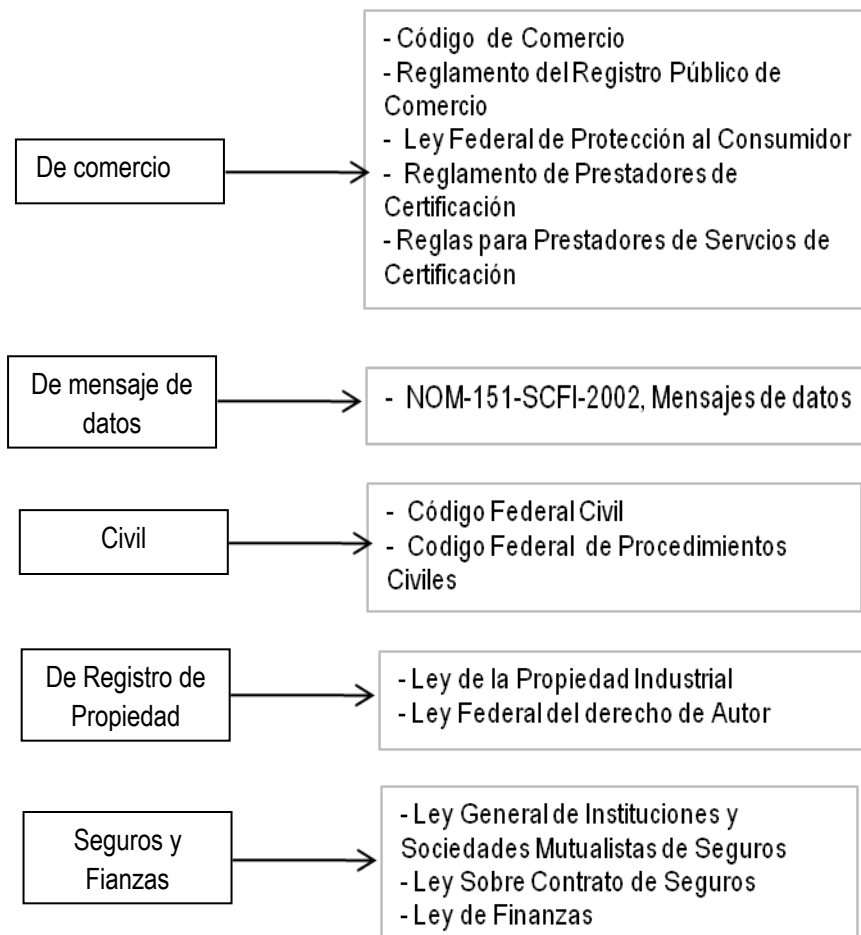 De comercio
- Código de Comercio
- Reglamento del Registro Público de
Comercio
- Ley Federal de Protección al Consumidor
- Reglamento de Prestadores de
Certificación
- Reglas para Prestadores de Servcios de
Certificación
De mensaje de
datos
- NOM-151-SCFI-2002, Mensajes de datos
Civil
- Código Federal Civil
- Codigo Federal de Procedimientos
Civiles
De Registro de
Propiedad
- Ley de la Propiedad Industrial
- Ley Federal del derecho de Autor
Seguros y
Fianzas
- Ley General de Instituciones y
Sociedades Mutualistas de Seguros
- Ley Sobre Contrato de Seguros
- Ley de Finanzas